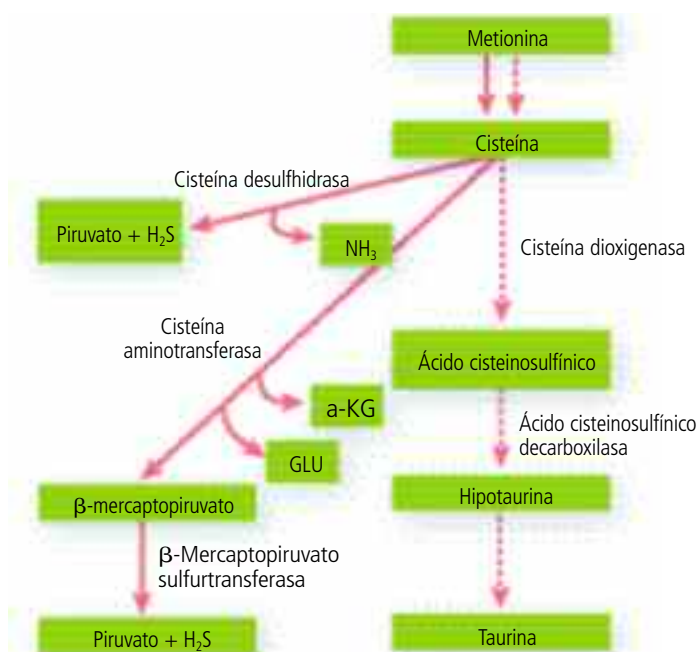 Metionina
Cisteína
Cisteína desulfhidrasa
Piruvato + H₂S
NH₃
Cisteína dioxigenasa
Cisteína
aminotransferasa
Ácido cisteinosulfínico
a-KG
Ácido cisteinosulfínico
decarboxilasa
GLU
β-mercaptopiruvato
Hipotaurina
β-Mercaptopiruvato
sulfurtransferasa
Piruvato + H₂S
Taurina